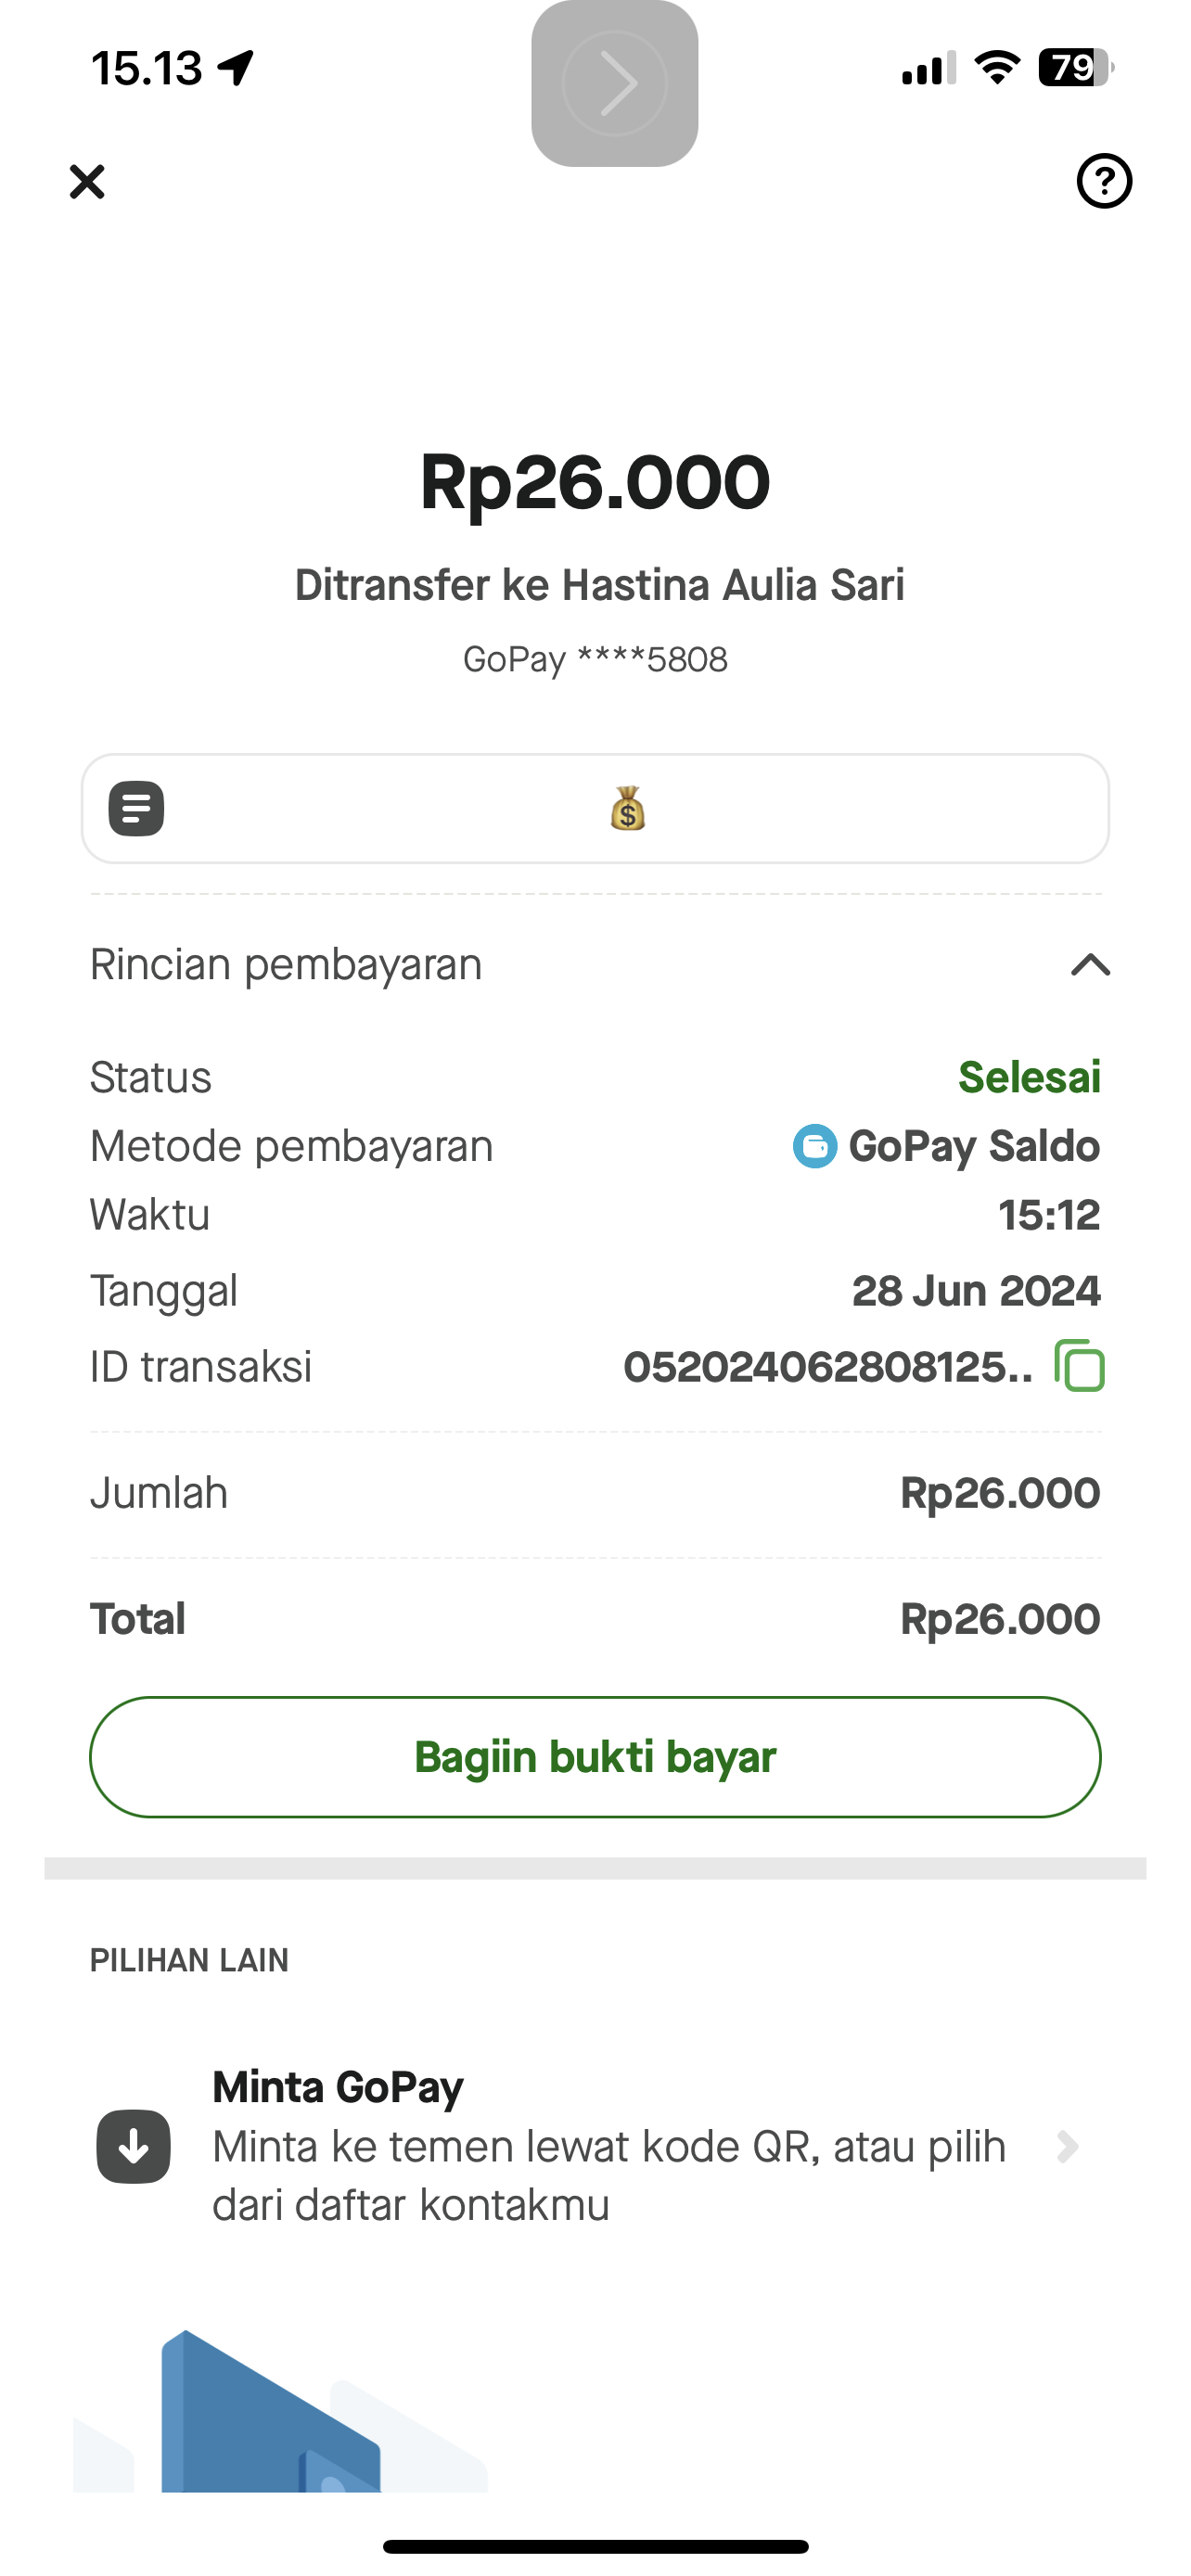 15.13
79
Rp26.000
Ditransfer ke Hastina Aulia Sari
GoPay ****5808
Rincian pembayaran
Status Selesai
Metode pembayaran GoPay Saldo
Waktu 15:12
Tanggal 28 Jun 2024
ID transaksi 052024062808125..
Jumlah Rp26.000
Total Rp26.000
Bagiin bukti bayar
PILIHAN LAIN
Minta GoPay
Minta ke temen lewat kode QR, atau pilih
dari daftar kontakmu